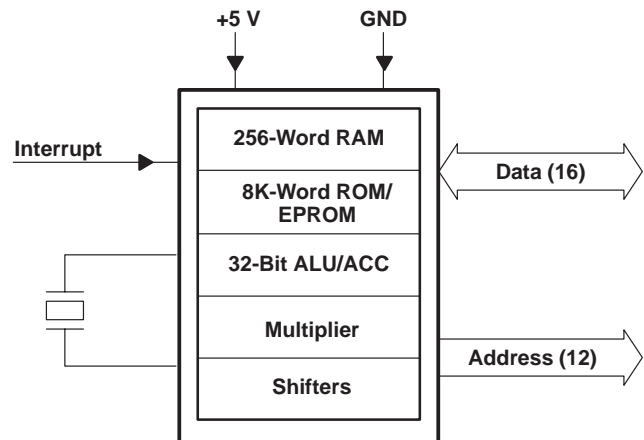 +5 V
GND
Interrupt
256-Word RAM
8K-Word ROM/
EPROM
32-Bit ALU/ACC
Multiplier
Shifters
Data (16)
Address (12)